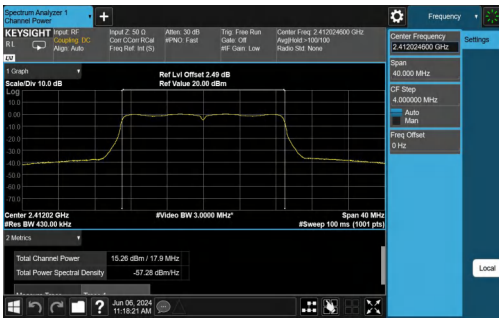 Spectrum Analyzer 1
Channel Power
+
Frequency
KEYSIGHT
Input: RF
Coupling: DC
Align: Auto
Input Z: 50 Ω
Corr CCorr RCal
Freq Ref: Int (S)
Atten: 30 dB
#PNO: Fast
Trig: Free Run
Gate: Off
#IF Gain: Low
Center Freq: 2.412024600 GHz
Avg|Hold:>100/100
Radio Std: None
RL
Center Frequency
2.412024600 GHz
Settings
Span
40.000 MHz
CF Step
4.000000 MHz
Auto
Man
Freq Offset
0 Hz
Local
1 Graph
Scale/Div 10.0 dB
Ref Lvl Offset 2.49 dB
Ref Value 20.00 dBm
Log
10.0
0.00
-10.0
-20.0
-30.0
-40.0
-50.0
-60.0
-70.0
Center 2.41202 GHz
#Video BW 3.0000 MHz*
Span 40 MHz
#Res BW 430.00 kHz
#Sweep 100 ms (1001 pts)
2 Metrics
Total Channel Power
15.26 dBm / 17.9 MHz
Total Power Spectral Density
-57.28 dBm/Hz
?
Jun 06, 2024
11:18:21 AM